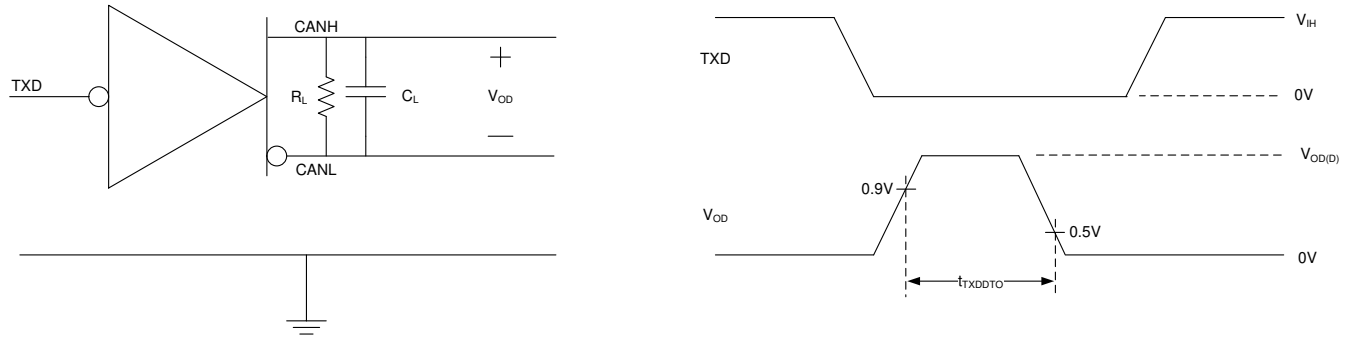 CANH
TXD
R_L
C_L
+
V_OD
—
CANL
V_IH
TXD
0V
V_OD(D)
0.9V
V_OD
0.5V
0V
t_TXDDTO